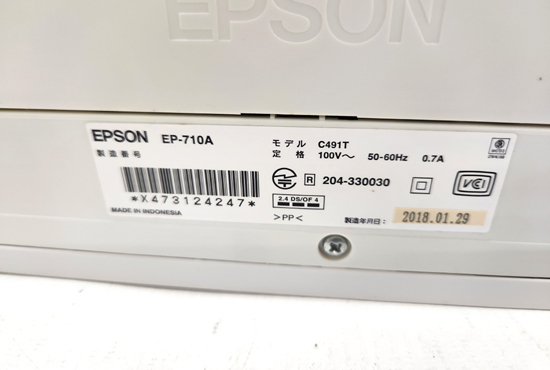 EPSON
EPSON EP-710A
製造番号
*X473124247*
MADE IN INDONESIA
モデル C491T
定格 100V～ 50-60Hz 0.7A
R 204-330030
2.4 DS/OF 4
>PP<
VCI
製造年月日： 2018.01.29